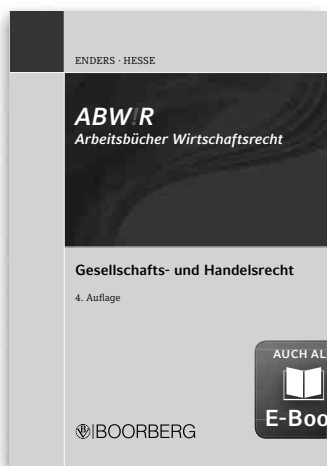 ENDERS · HESSE
ABW!R
Arbeitsbücher Wirtschaftsrecht
Gesellschafts- und Handelsrecht
4. Auflage
AUCH AL
E-Boo
BOORBERG